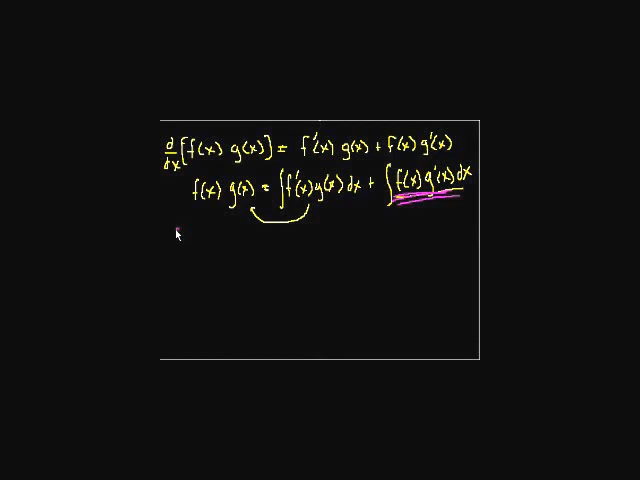 d/dx [f(x) g(x)] = f'(x) g(x) + f(x) g'(x)
f(x) g(x) = ∫f'(x)g(x)dx + ∫f(x)g'(x)dx